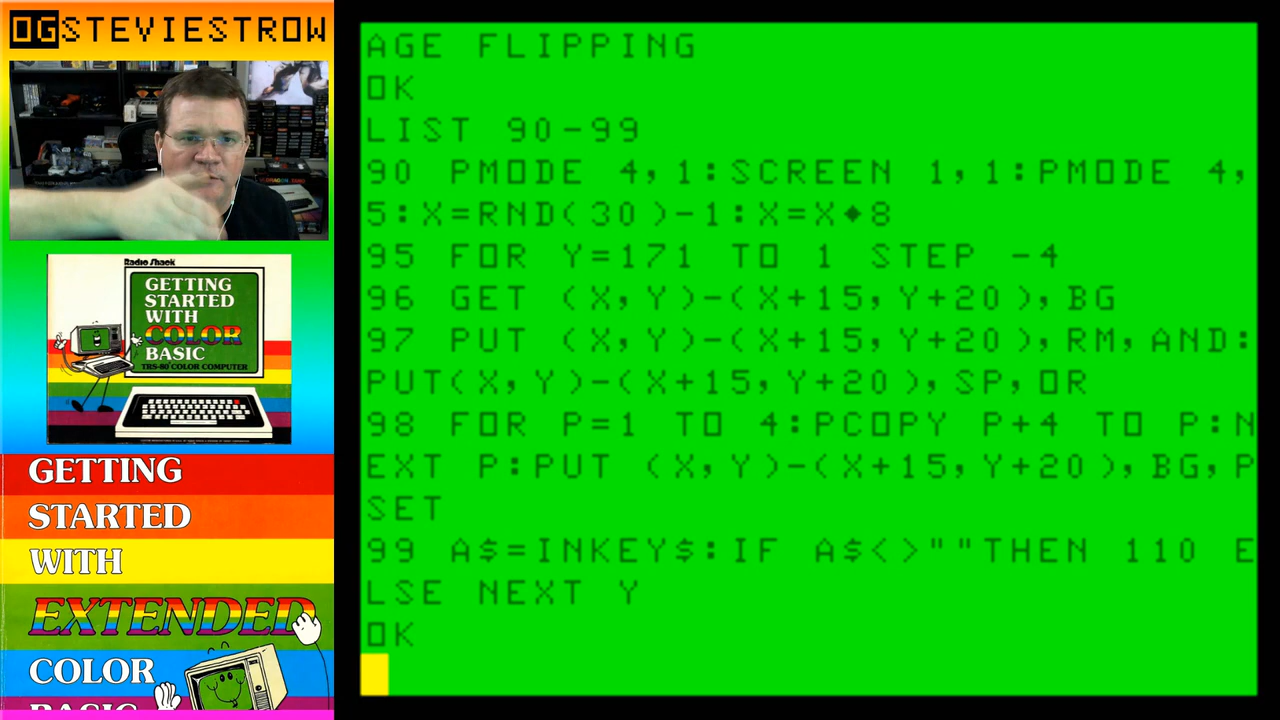 OGSTEVIESTROW
Radio Shack
GETTING
STARTED
WITH
COLOR
BASIC
TRS-80 COLOR COMPUTER
GETTING
STARTED
WITH
EXTENDED
COLOR
BASIC
AGE FLIPPING
OK
LIST 90-99
90 PMODE 4,1:SCREEN 1,1:PMODE 4,
5:X=RND(30)-1:X=X*8
95 FOR Y=171 TO 1 STEP -4
96 GET (X,Y)-(X+15,Y+20),BG
97 PUT (X,Y)-(X+15,Y+20),RM,AND:
PUT(X,Y)-(X+15,Y+20),SP,OR
98 FOR P=1 TO 4:PCOPY P+4 TO P:N
EXT P:PUT (X,Y)-(X+15,Y+20),BG,P
SET
99 A$=INKEY$:IF A$<>""THEN 110 E
LSE NEXT Y
OK